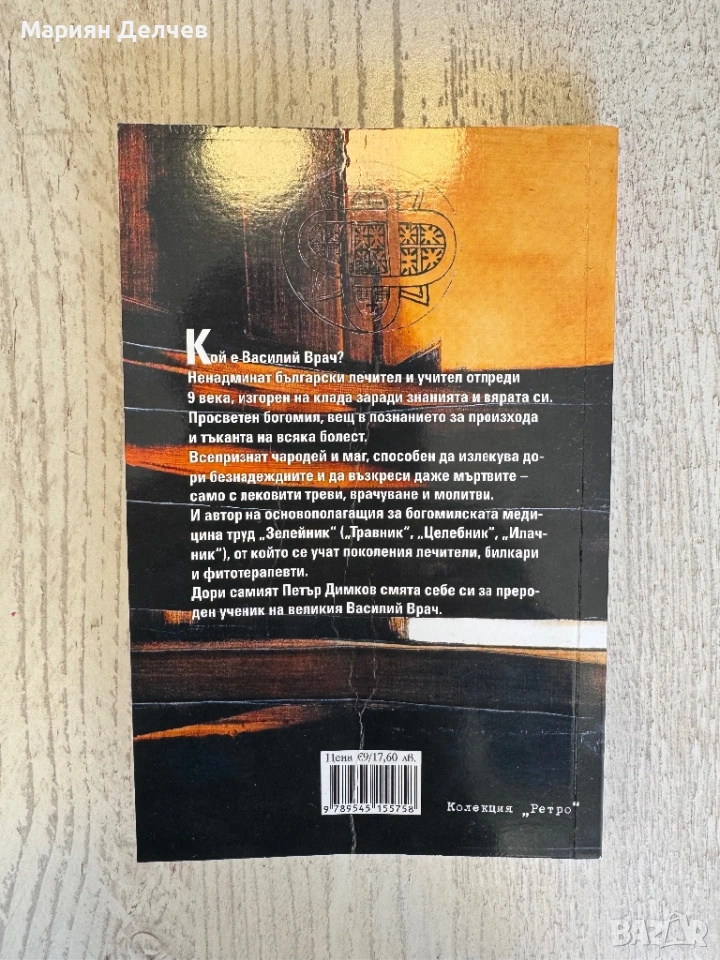 Мариян Делчев
Кой е Василий Врач?
Ненадминат български лечител и учител отпреди
9 века, изгорен на клада заради знанията и вярата си.
Просветен богомил, вещ в познанието за произхода
и тъканта на всяка болест.
Всепризнат чародей и маг, способен да излекува до-
ри безнадеждните и да възкреси даже мъртвите –
само с лековити треви, врачуване и молитви.
И автор на основополагащия за богомилската меди-
цина труд „Зелейник“ („Травник“, „Целебник“, „Илач-
ник“), от който се учат поколения лечители, билкари
и фитотерапевти.
Дори самият Петър Димков смята себе си за преро-
ден ученик на великия Василий Врач.
Цена €9/17,60 лв.
9 789545 155758
Колекция „Ретро“
BAZAR